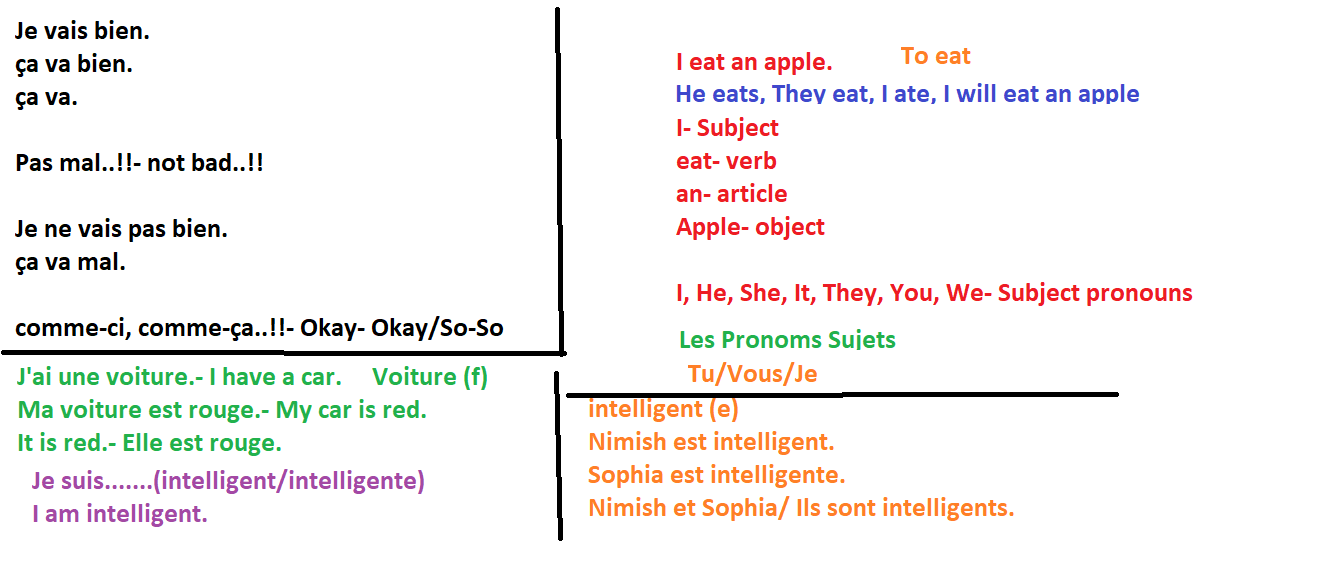 Je vais bien.
ça va bien.
ça va.
Pas mal..!!- not bad..!!
Je ne vais pas bien.
ça va mal.
comme-ci, comme-ça..!!- Okay- Okay/So-So
I eat an apple. To eat
He eats, They eat, I ate, I will eat an apple
I- Subject
eat- verb
an- article
Apple- object
I, He, She, It, They, You, We- Subject pronouns
Les Pronoms Sujets
Tu/Vous/Je
J'ai une voiture.- I have a car. Voiture (f)
Ma voiture est rouge.- My car is red.
It is red.- Elle est rouge.
Je suis.......(intelligent/intelligente)
I am intelligent.
intelligent (e)
Nimish est intelligent.
Sophia est intelligente.
Nimish et Sophia/ Ils sont intelligents.